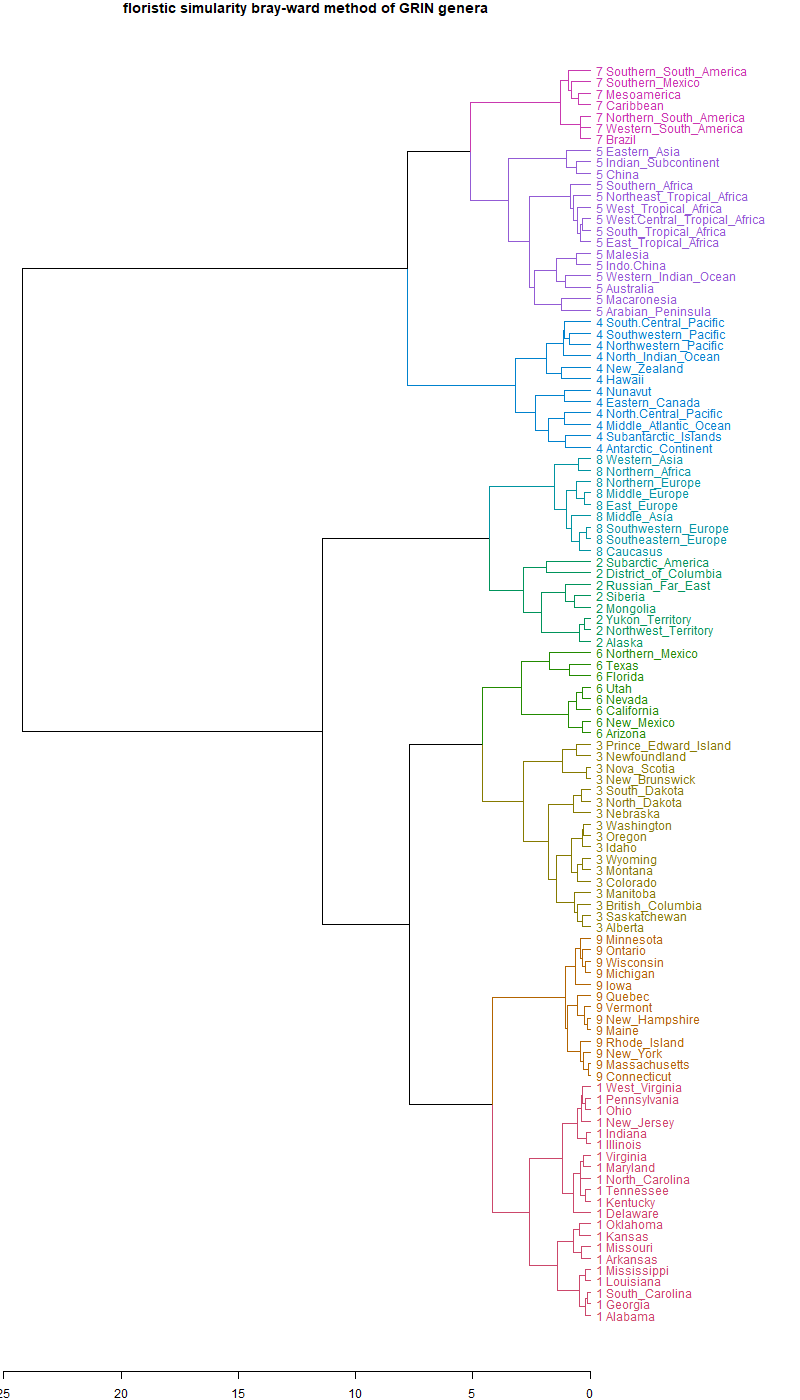 floristic simularity bray-ward method of GRIN genera
7 Southern_South_America
7 Southern_Mexico
7 Mesoamerica
7 Caribbean
7 Northern_South_America
7 Western_South_America
7 Brazil
5 Eastern_Asia
5 Indian_Subcontinent
5 China
5 Southern_Africa
5 Northeast_Tropical_Africa
5 West_Tropical_Africa
5 West.Central_Tropical_Africa
5 South_Tropical_Africa
5 East_Tropical_Africa
5 Malesia
5 Indo.China
5 Western_Indian_Ocean
5 Australia
5 Macaronesia
5 Arabian_Peninsula
4 South.Central_Pacific
4 Southwestern_Pacific
4 Northwestern_Pacific
4 North_Indian_Ocean
4 New_Zealand
4 Hawaii
4 Nunavut
4 Eastern_Canada
4 North.Central_Pacific
4 Middle_Atlantic_Ocean
4 Subantarctic_Islands
4 Antarctic_Continent
8 Western_Asia
8 Northern_Africa
8 Northern_Europe
8 Middle_Europe
8 East_Europe
8 Middle_Asia
8 Southwestern_Europe
8 Southeastern_Europe
8 Caucasus
2 Subarctic_America
2 District_of_Columbia
2 Russian_Far_East
2 Siberia
2 Mongolia
2 Yukon_Territory
2 Northwest_Territory
2 Alaska
6 Northern_Mexico
6 Texas
6 Florida
6 Utah
6 Nevada
6 California
6 New_Mexico
6 Arizona
3 Prince_Edward_Island
3 Newfoundland
3 Nova_Scotia
3 New_Brunswick
3 South_Dakota
3 North_Dakota
3 Nebraska
3 Washington
3 Oregon
3 Idaho
3 Wyoming
3 Montana
3 Colorado
3 Manitoba
3 British_Columbia
3 Saskatchewan
3 Alberta
9 Minnesota
9 Ontario
9 Wisconsin
9 Michigan
9 Iowa
9 Quebec
9 Vermont
9 New_Hampshire
9 Maine
9 Rhode_Island
9 New_York
9 Massachusetts
9 Connecticut
1 West_Virginia
1 Pennsylvania
1 Ohio
1 New_Jersey
1 Indiana
1 Illinois
1 Virginia
1 Maryland
1 North_Carolina
1 Tennessee
1 Kentucky
1 Delaware
1 Oklahoma
1 Kansas
1 Missouri
1 Arkansas
1 Mississippi
1 Louisiana
1 South_Carolina
1 Georgia
1 Alabama
25 20 15 10 5 0